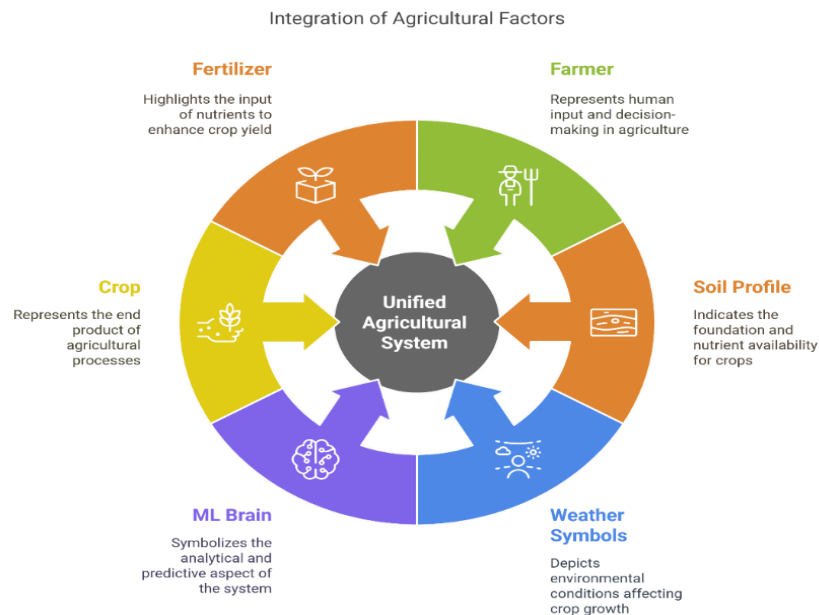 Integration of Agricultural Factors
Fertilizer
Highlights the input
of nutrients to
enhance crop yield
Farmer
Represents human
input and decision-
making in agriculture
Crop
Represents the end
product of
agricultural
processes
Unified
Agricultural
System
Soil Profile
Indicates the
foundation and
nutrient availability
for crops
ML Brain
Symbolizes the
analytical and
predictive aspect of
the system
Weather
Symbols
Depicts
environmental
conditions affecting
crop growth